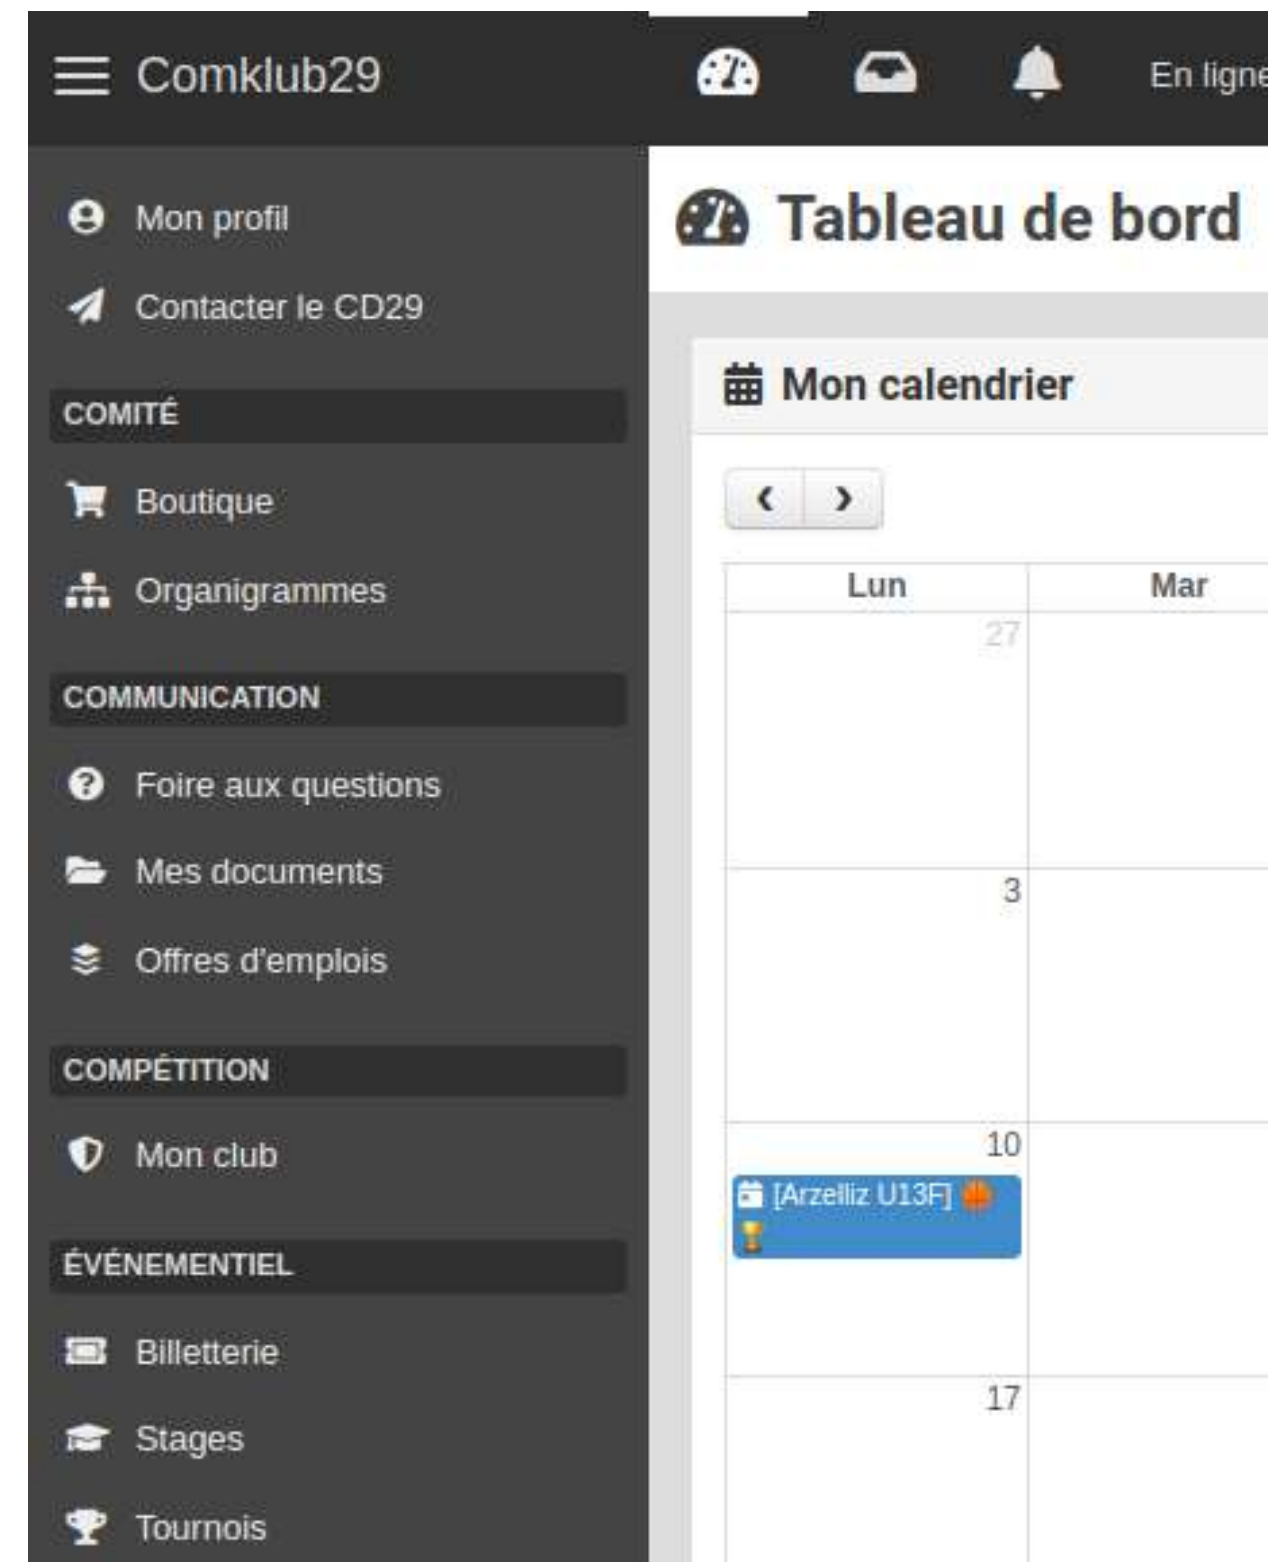 Comklub29
En ligne
Mon profil
Contacter le CD29
COMITÉ
Boutique
Organigrammes
COMMUNICATION
Foire aux questions
Mes documents
Offres d'emplois
COMPÉTITION
Mon club
ÉVÉNEMENTIEL
Billetterie
Stages
Tournois
Tableau de bord
Mon calendrier
Lun Mar
27
3
10
[Arzelliz U13F]
17